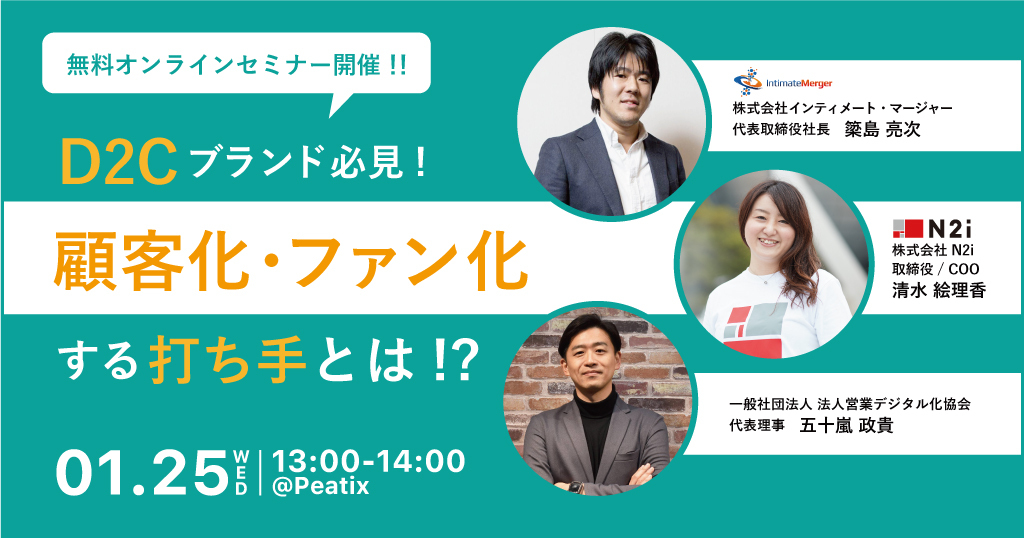 無料オンラインセミナー開催!!
D2Cブランド必見!
顧客化・ファン化
する打ち手とは!?
01.25 WED 13:00-14:00
@Peatix
IntimateMerger
株式会社インティメート・マージャー
代表取締役社長 簗島 亮次
N2i
株式会社 N2i
取締役 / COO
清水 絵理香
一般社団法人 法人営業デジタル化協会
代表理事 五十嵐 政貴